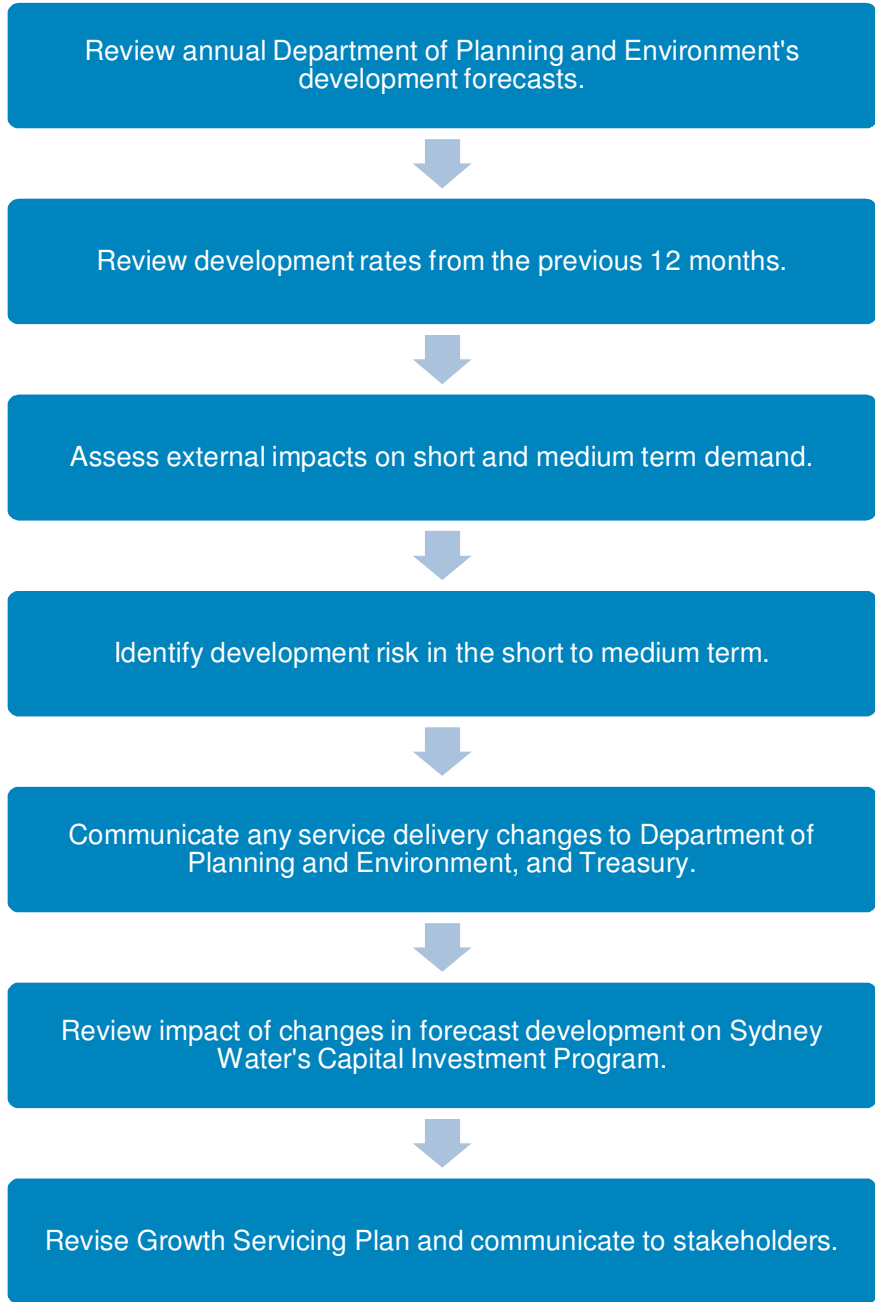 Review annual Department of Planning and Environment's
development forecasts.
Review development rates from the previous 12 months.
Assess external impacts on short and medium term demand.
Identify development risk in the short to medium term.
Communicate any service delivery changes to Department of
Planning and Environment, and Treasury.
Review impact of changes in forecast development on Sydney
Water's Capital Investment Program.
Revise Growth Servicing Plan and communicate to stakeholders.